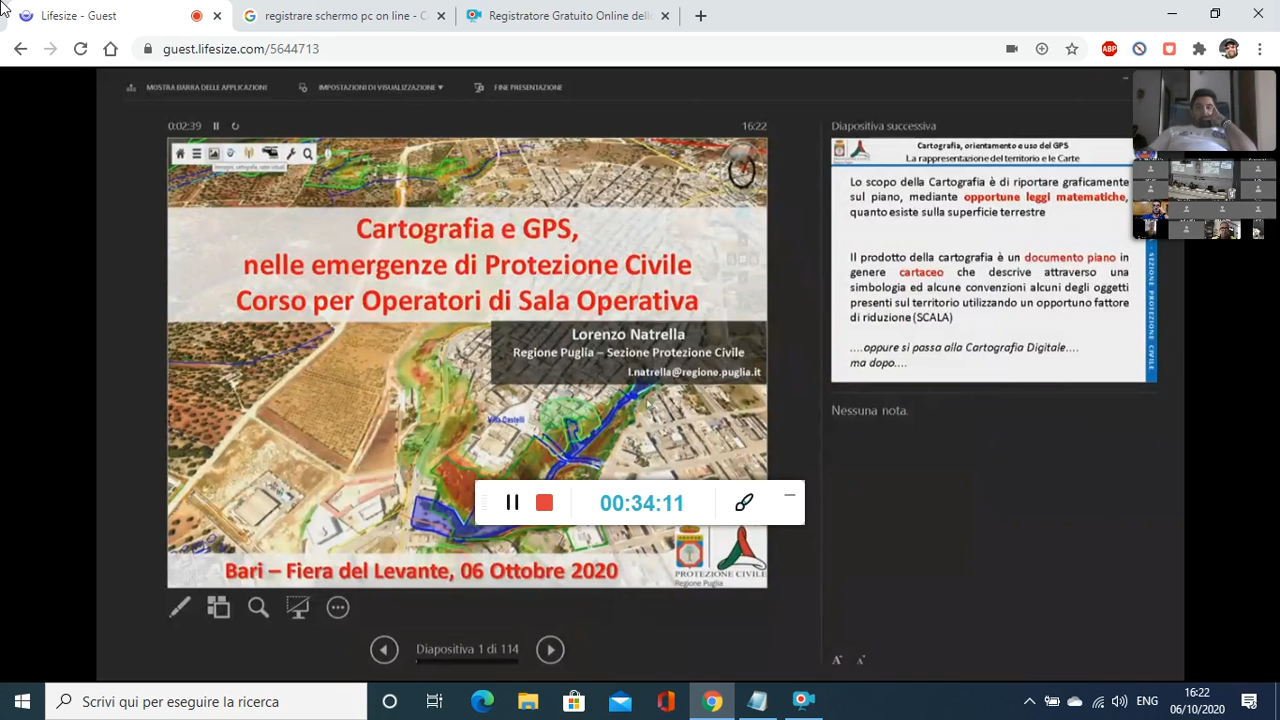 Lifesize - Guest
registrare schermo pc on line - C
Registratore Gratuito Online dello
guest.lifesize.com/5644713
ABP
MOSTRA BARRA DELLE APPLICAZIONI
IMPOSTAZIONI DI VISUALIZZAZIONE
FINE PRESENTAZIONE
0:02:39
16:22
Cartografia e GPS,
nelle emergenze di Protezione Civile
Corso per Operatori di Sala Operativa
Lorenzo Natrella
Regione Puglia – Sezione Protezione Civile
l.natrella@regione.puglia.it
Villa Castelli
00:34:11
PROTEZIONE CIVILE
Regione Puglia
Bari – Fiera del Levante, 06 Ottobre 2020
Diapositiva 1 di 114
Diapositiva successiva
Cartografia, orientamento e uso del GPS
La rappresentazione del territorio e le Carte
Lo scopo della Cartografia è di riportare graficamente
sul piano, mediante opportune leggi matematiche,
quanto esiste sulla superficie terrestre
Il prodotto della cartografia è un documento piano in
genere cartaceo che descrive attraverso una
simbologia ed alcune convenzioni alcuni degli oggetti
presenti sul territorio utilizzando un opportuno fattore
di riduzione (SCALA)
....oppure si passa alla Cartografia Digitale....
ma dopo....
- SEZIONE PROTEZIONE CIVILE
Nessuna nota.
Scrivi qui per eseguire la ricerca
ENG
16:22
06/10/2020